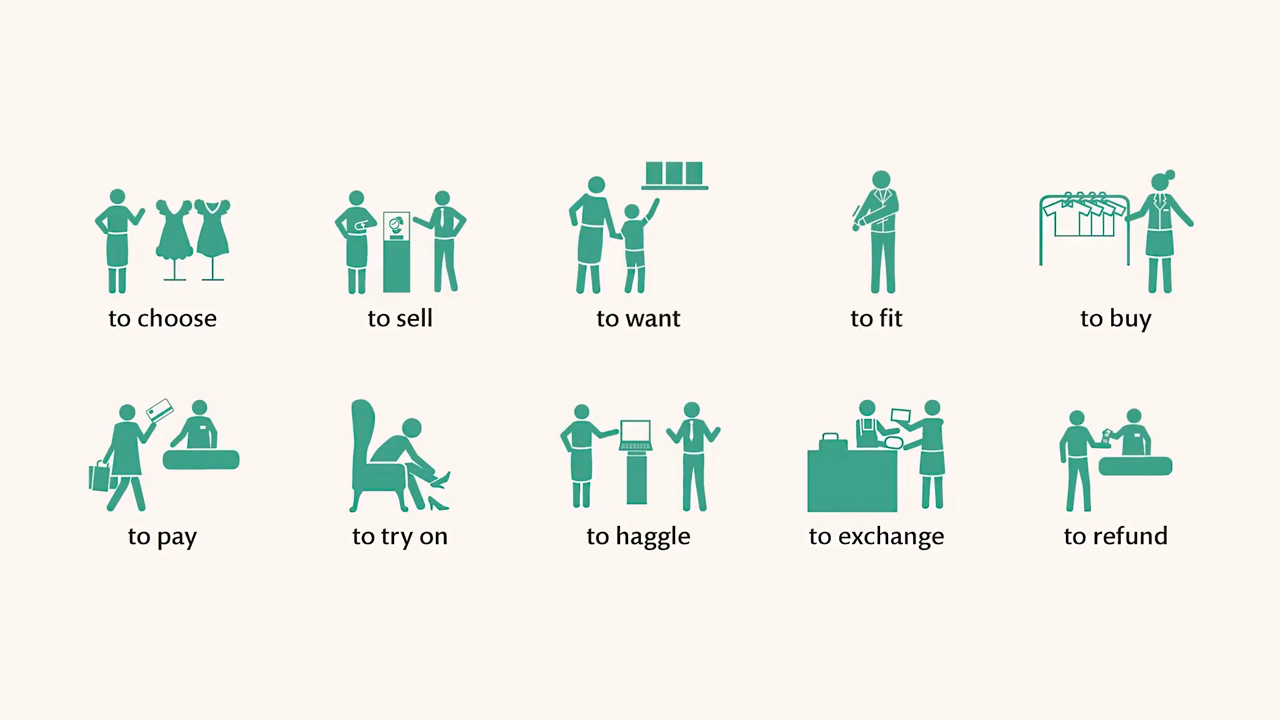 to choose
to sell
to want
to fit
to buy
to pay
to try on
to haggle
to exchange
to refund